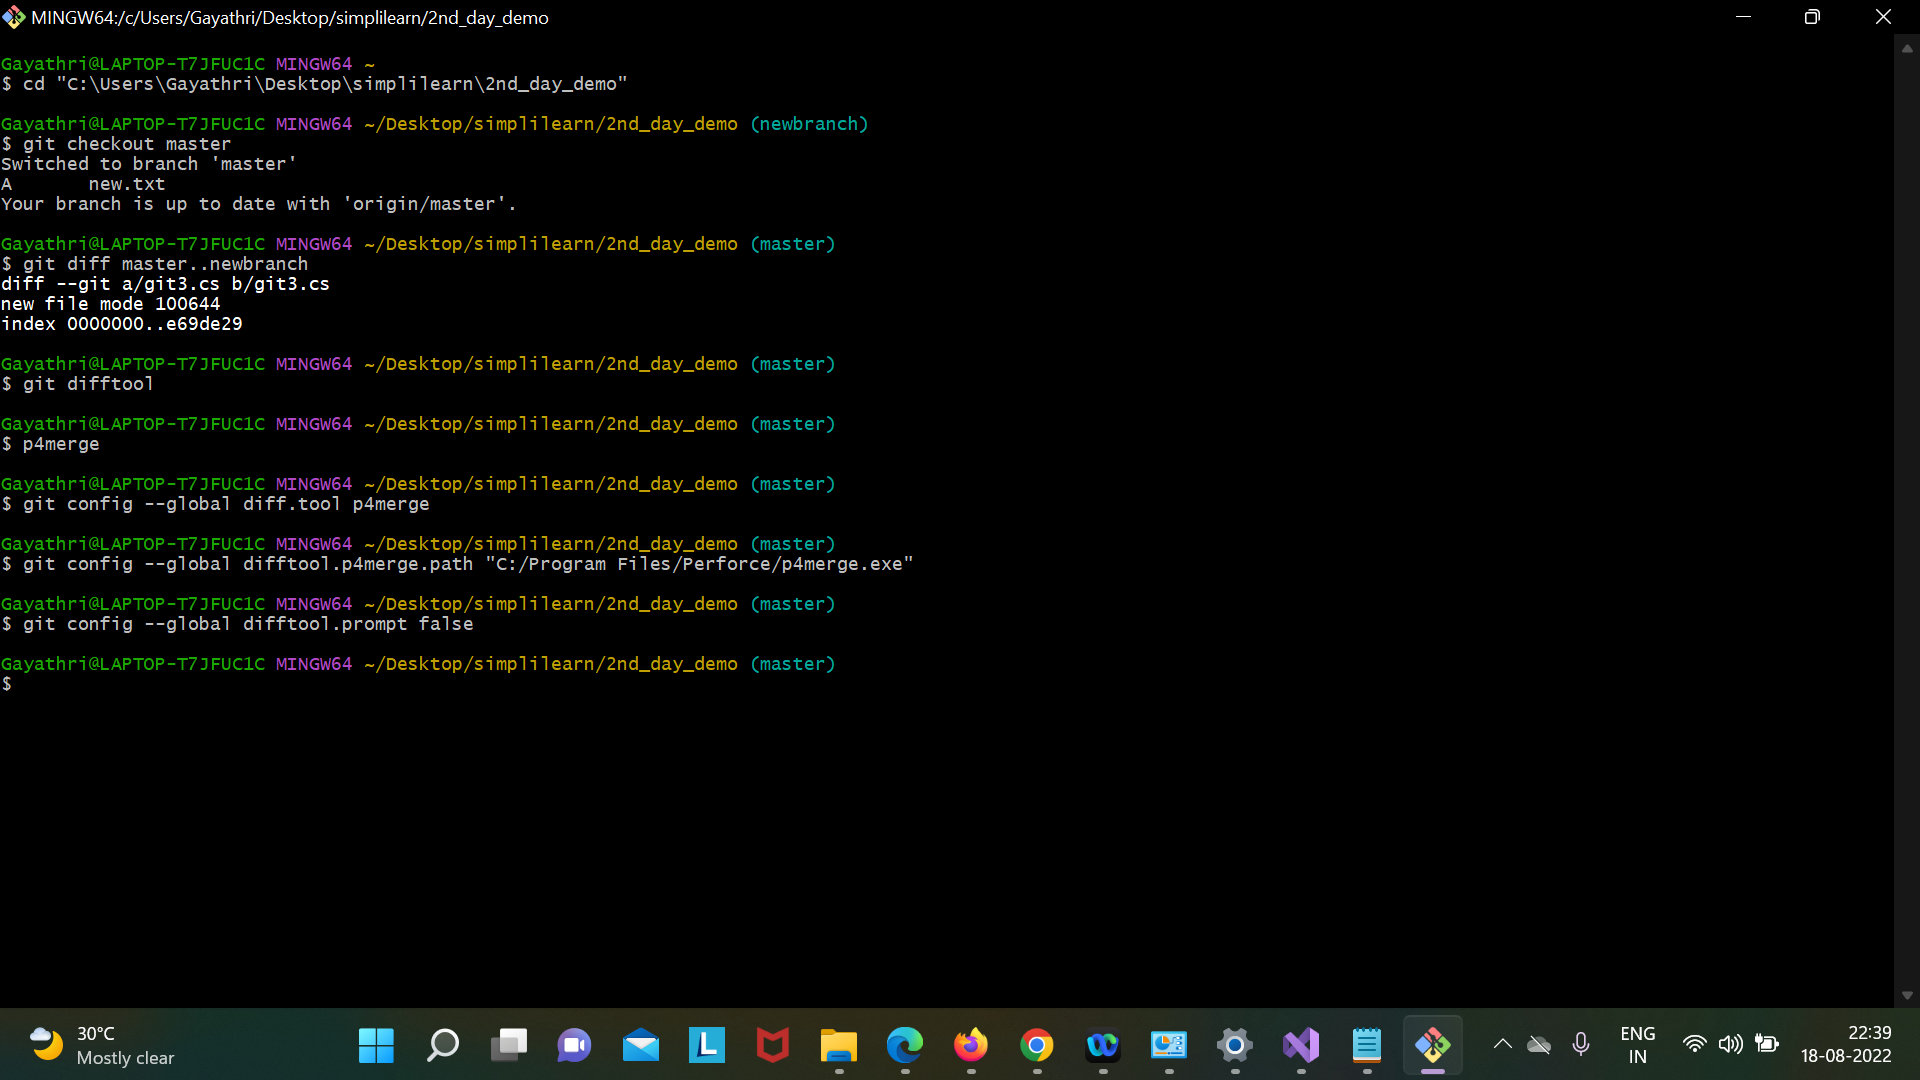 MINGW64:/c/Users/Gayathri/Desktop/simplilearn/2nd_day_demo
Gayathri@LAPTOP-T7JFUC1C MINGW64 ~
$ cd "C:\Users\Gayathri\Desktop\simplilearn\2nd_day_demo"
Gayathri@LAPTOP-T7JFUC1C MINGW64 ~/Desktop/simplilearn/2nd_day_demo (newbranch)
$ git checkout master
Switched to branch 'master'
A       new.txt
Your branch is up to date with 'origin/master'.
Gayathri@LAPTOP-T7JFUC1C MINGW64 ~/Desktop/simplilearn/2nd_day_demo (master)
$ git diff master..newbranch
diff --git a/git3.cs b/git3.cs
new file mode 100644
index 0000000..e69de29
Gayathri@LAPTOP-T7JFUC1C MINGW64 ~/Desktop/simplilearn/2nd_day_demo (master)
$ git difftool
Gayathri@LAPTOP-T7JFUC1C MINGW64 ~/Desktop/simplilearn/2nd_day_demo (master)
$ p4merge
Gayathri@LAPTOP-T7JFUC1C MINGW64 ~/Desktop/simplilearn/2nd_day_demo (master)
$ git config --global diff.tool p4merge
Gayathri@LAPTOP-T7JFUC1C MINGW64 ~/Desktop/simplilearn/2nd_day_demo (master)
$ git config --global difftool.p4merge.path "C:/Program Files/Perforce/p4merge.exe"
Gayathri@LAPTOP-T7JFUC1C MINGW64 ~/Desktop/simplilearn/2nd_day_demo (master)
$ git config --global difftool.prompt false
Gayathri@LAPTOP-T7JFUC1C MINGW64 ~/Desktop/simplilearn/2nd_day_demo (master)
$
30°C
Mostly clear
L
ENG
IN
22:39
18-08-2022